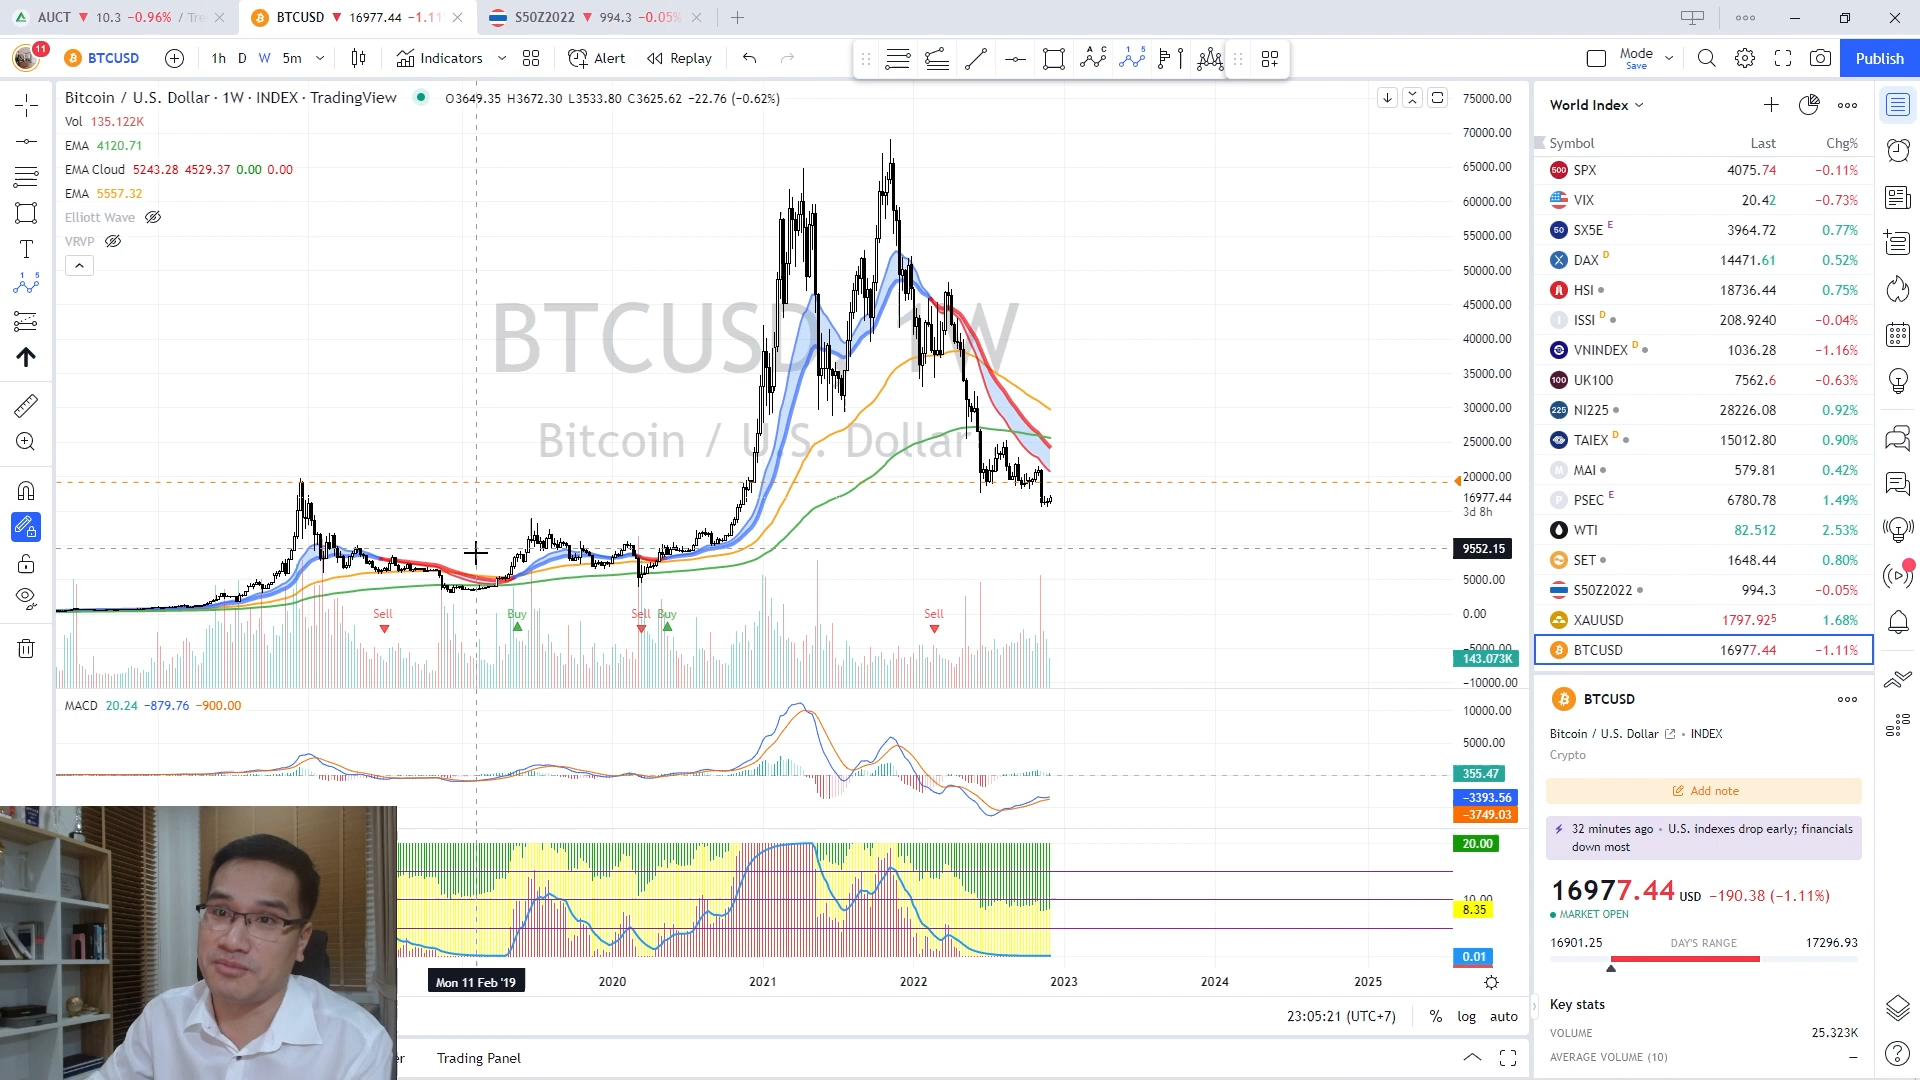 AUCT ▼ 10.3 −0.96% / Tre
BTCUSD ▼ 16977.44 −1.11
S50Z2022 ▼ 994.3 −0.05%
11
BTCUSD
1h D W 5m
Indicators
Alert
Replay
Mode
Save
Publish
Bitcoin / U.S. Dollar · 1W · INDEX · TradingView
O3649.35 H3672.30 L3533.80 C3625.62 −22.76 (−0.62%)
Vol 135.122K
EMA 4120.71
EMA Cloud 5243.28 4529.37 0.00 0.00
EMA 5557.32
Elliott Wave
VRVP
BTCUSD 1W
Bitcoin / U.S. Dollar
75000.00
70000.00
65000.00
60000.00
55000.00
50000.00
45000.00
40000.00
35000.00
30000.00
25000.00
20000.00
16977.44
3d 8h
9552.15
5000.00
0.00
−5000.00
143.073K
−10000.00
Sell
Buy
Sell
Buy
Sell
MACD 20.24 −879.76 −900.00
10000.00
5000.00
355.47
−3393.56
−3749.03
20.00
10.00
8.35
0.01
Mon 11 Feb '19
2020
2021
2022
2023
2024
2025
23:05:21 (UTC+7)
% log auto
er
Trading Panel
World Index
Symbol Last Chg%
SPX 4075.74 −0.11%
VIX 20.42 −0.73%
SX5E E 3964.72 0.77%
DAX D 14471.61 0.52%
HSI 18736.44 0.75%
ISSI D 208.9240 −0.04%
VNINDEX D 1036.28 −1.16%
UK100 7562.6 −0.63%
NI225 28226.08 0.92%
TAIEX D 15012.80 0.90%
MAI 579.81 0.42%
PSEC E 6780.78 1.49%
WTI 82.512 2.53%
SET 1648.44 0.80%
S50Z2022 994.3 −0.05%
XAUUSD 1797.925 1.68%
BTCUSD 16977.44 −1.11%
BTCUSD
Bitcoin / U.S. Dollar • INDEX
Crypto
Add note
32 minutes ago • U.S. indexes drop early; financials
down most
16977.44 USD −190.38 (−1.11%)
MARKET OPEN
16901.25 DAY'S RANGE 17296.93
Key stats
VOLUME 25.323K
AVERAGE VOLUME (10) —